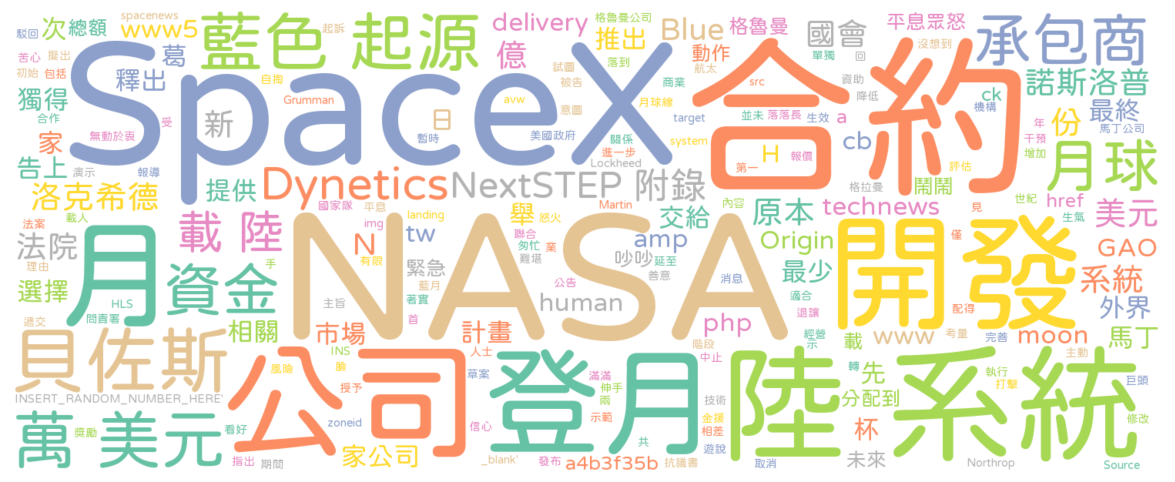 SpaceX
合約
NASA
開發
公司
登月
陸 系統
月
藍色 起源
承包商
月球
貝佐斯
萬 美元
資金
載 陸
Dynetics
NextSTEP 附錄
諾斯洛普
洛克希德
delivery
www5
次
總額
葛
釋出
億
推出
Blue
格魯曼
動作
國會
平息眾怒
格魯曼公司
spacenews
起訴
駁回
苦心
提出
初始
包括
獨得
合作
家
無動於衷
受
告上
演示
報導
新
自掏
Grumman
提供
日
暫時
美國政府
試圖
被告
意圖
avw
落到
航太
商業
月球線
關係
進一步
Lockheed
target
system
單獨
回
沒想到
資助
降低
src
並未
落落長
生效
a
cb
H
第一
報價
ck
機構
最終
馬丁公司
份
年
干預
增加
評估
格拉曼
鬧鬧
世紀
見
生氣
href
美元
technews
內容
原本
交給
舉
怒火
Martin
landing
國家隊
平息
img
聯合
N
tw
有限
匆忙
業
難堪
緊急
藍月
公告
著實
首
吵吵
延至
善意
amp
Origin
最少
消息
適合
退讓
human
主旨
php
經營
示
階段
中止
www
載
配得
考量
完善
僅
moon
主動
馬丁
外界
系統
GAO
法案
載人
法院
理由
HLS
手
選擇
問責署
遞交
相關
市場
計畫
INS
臉
人士
草案
風險
授予
INSERT_RANDOM_NUMBER_HERE'
獎勵
看好
zoneid
信心
指出
期間
家公司
_blank'
發布
滿滿
伸手
兩
示範
a4b3f35b
共
抗議書
技術
金援
相差
遊說
取消
轉
先
分配到
杯
未來
執行
打擊
巨頭
修改
Northrop
Source